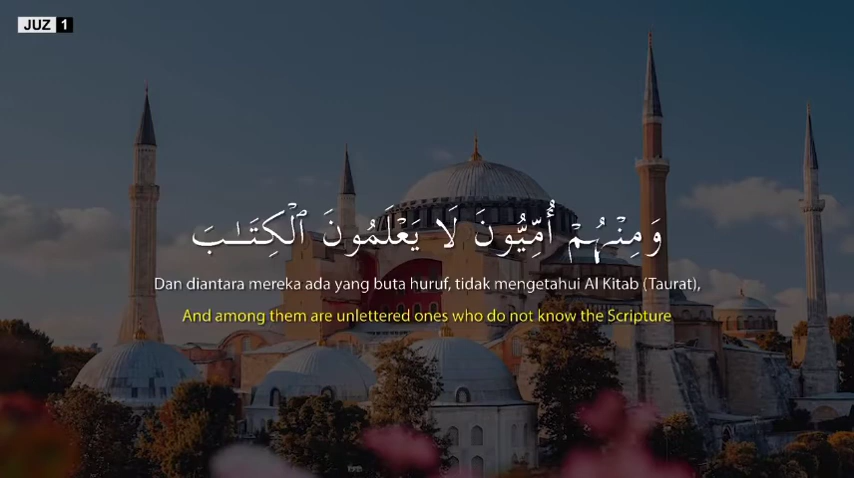 JUZ 1
وَمِنْهُمْ أُمِّيُّونَ لَا يَعْلَمُونَ ٱلْكِتَـٰبَ
Dan diantara mereka ada yang buta huruf, tidak mengetahui Al Kitab (Taurat),
And among them are unlettered ones who do not know the Scripture